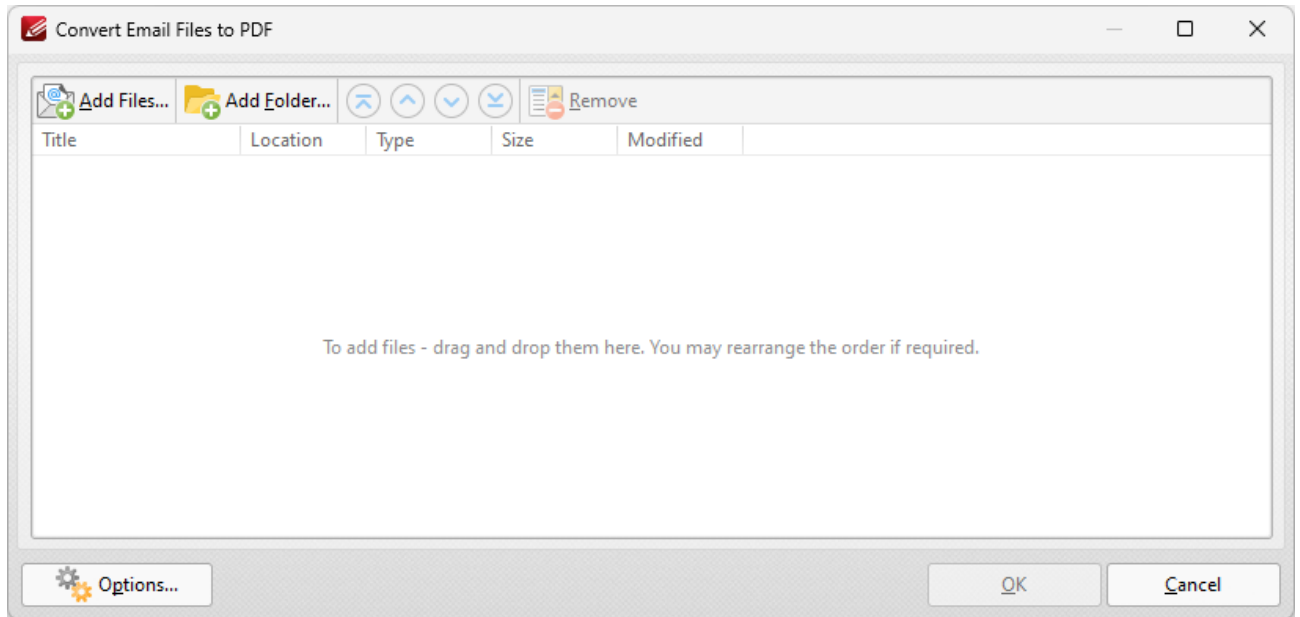 Convert Email Files to PDF
Add Files... Add Folder... Remove
Title Location Type Size Modified
To add files - drag and drop them here. You may rearrange the order if required.
Options... OK Cancel